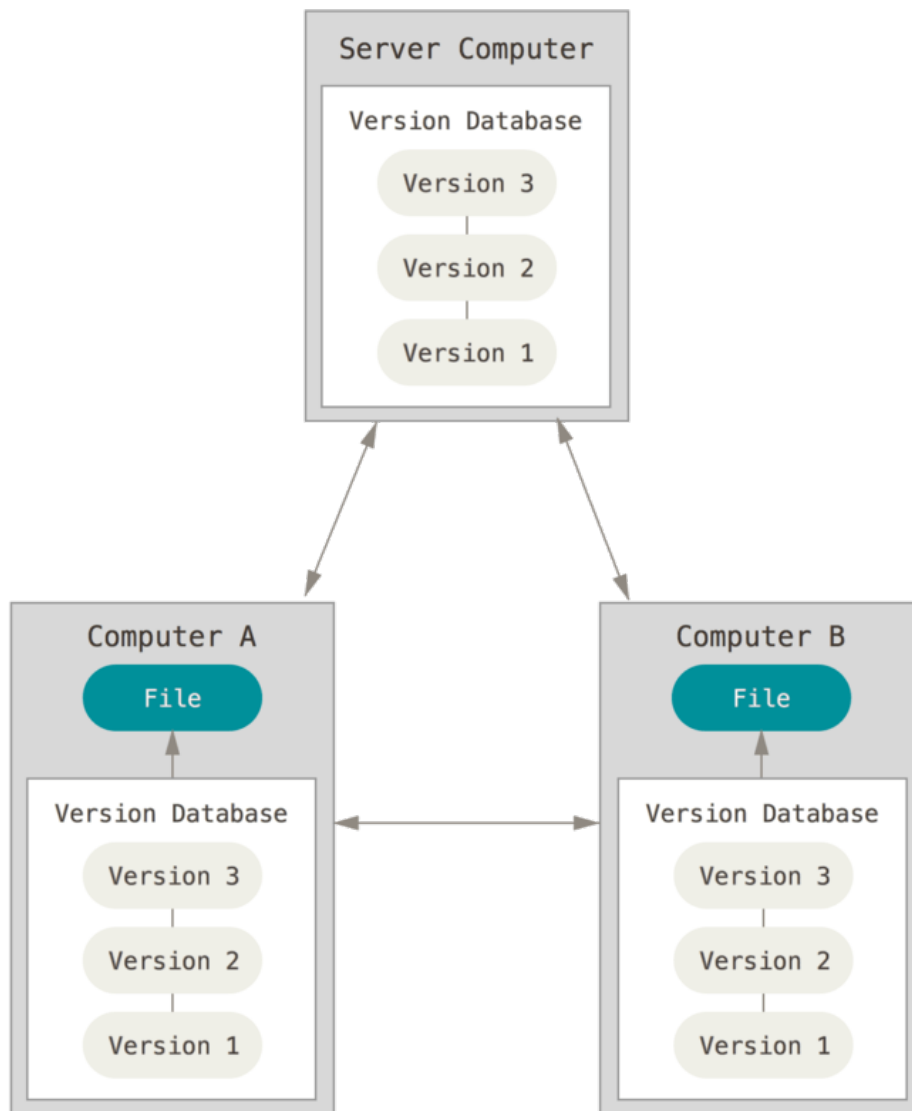 Server Computer
Version Database
Version 3
Version 2
Version 1
Computer A
File
Version Database
Version 3
Version 2
Version 1
Computer B
File
Version Database
Version 3
Version 2
Version 1